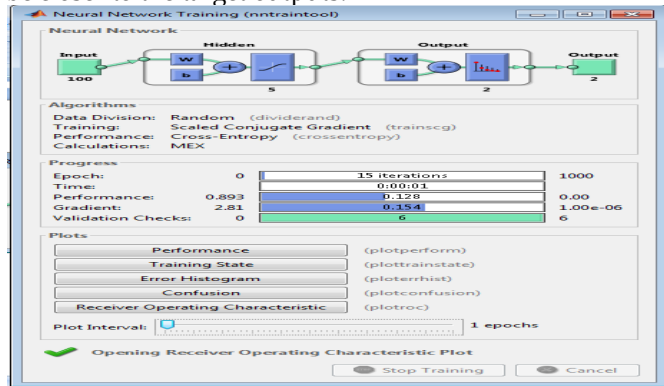 Neural Network Training (nntraintool)
Neural Network
Hidden Output
Input Output
W W
b b
100 5 2 2
Algorithms
Data Division: Random (dividerand)
Training: Scaled Conjugate Gradient (trainscg)
Performance: Cross-Entropy (crossentropy)
Calculations: MEX
Progress
Epoch: 0 15 iterations 1000
Time: 0:00:01
Performance: 0.893 0.128 0.00
Gradient: 2.81 0.154 1.00e-06
Validation Checks: 0 6 6
Plots
Performance (plotperform)
Training State (plottrainstate)
Error Histogram (ploterrhist)
Confusion (plotconfusion)
Receiver Operating Characteristic (plotroc)
Plot Interval: 1 epochs
Opening Receiver Operating Characteristic Plot
Stop Training Cancel